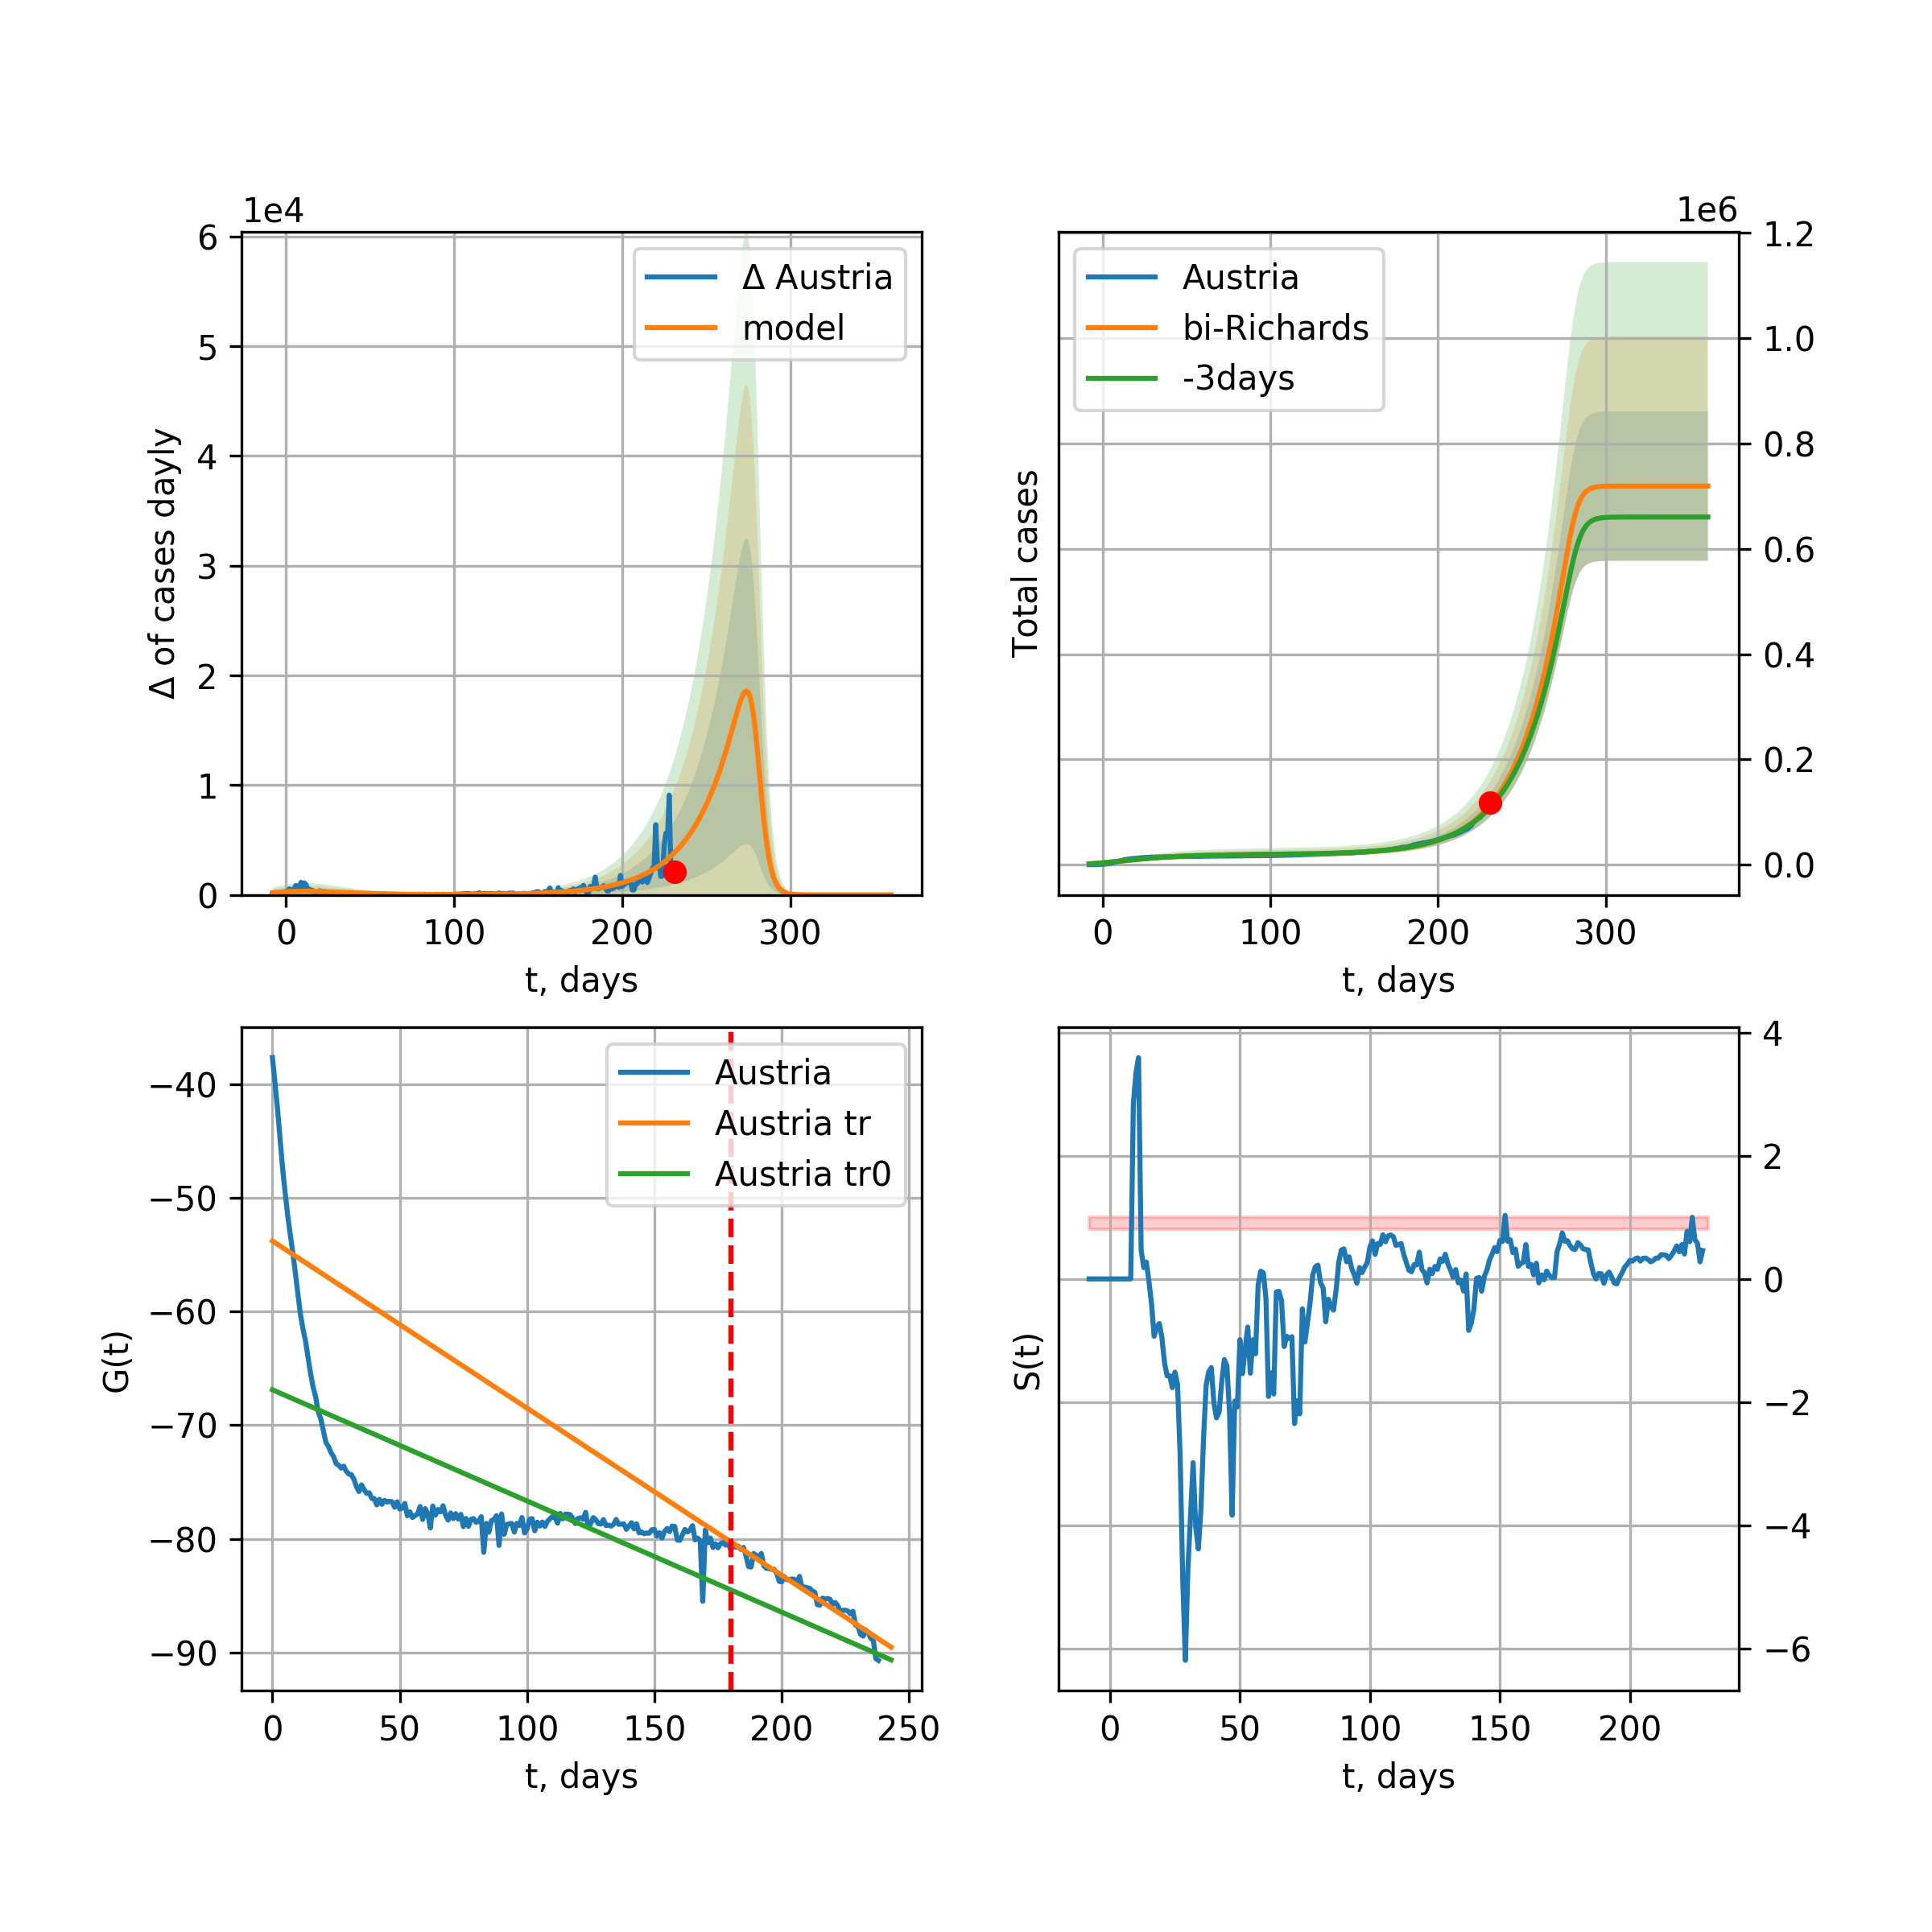 1e4
6
5
4
3
2
1
0
Δ of cases dayly
Δ Austria
model
0 100 200 300
t, days
1e6
1.2
1.0
0.8
0.6
0.4
0.2
0.0
Total cases
Austria
bi-Richards
-3days
0 100 200 300
t, days
−40
−50
−60
−70
−80
−90
G(t)
Austria
Austria tr
Austria tr0
0 50 100 150 200 250
t, days
4
2
0
−2
−4
−6
S(t)
0 50 100 150 200
t, days